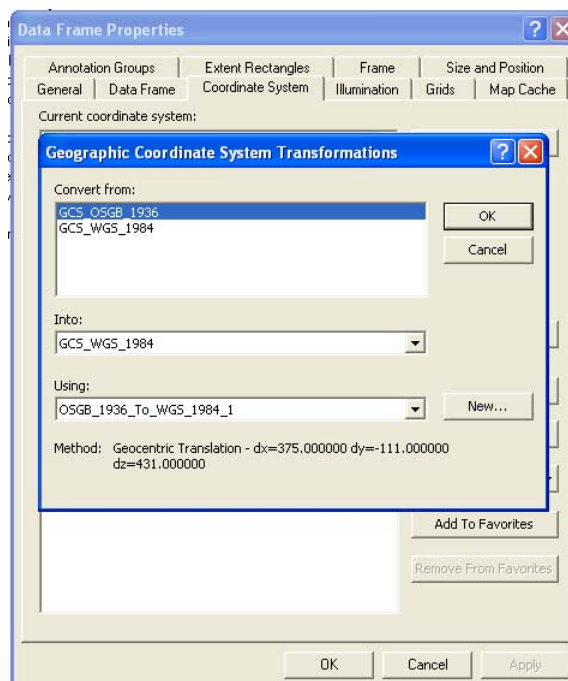 Data Frame Properties
Annotation Groups Extent Rectangles Frame Size and Position
General Data Frame Coordinate System Illumination Grids Map Cache
Current coordinate system:
Geographic Coordinate System Transformations
Convert from:
GCS_OSGB_1936
GCS_WGS_1984
OK
Cancel
Into:
GCS_WGS_1984
Using:
OSGB_1936_To_WGS_1984_1
New...
Method: Geocentric Translation - dx=375.000000 dy=-111.000000
dz=431.000000
Add To Favorites
Remove From Favorites
OK Cancel Apply